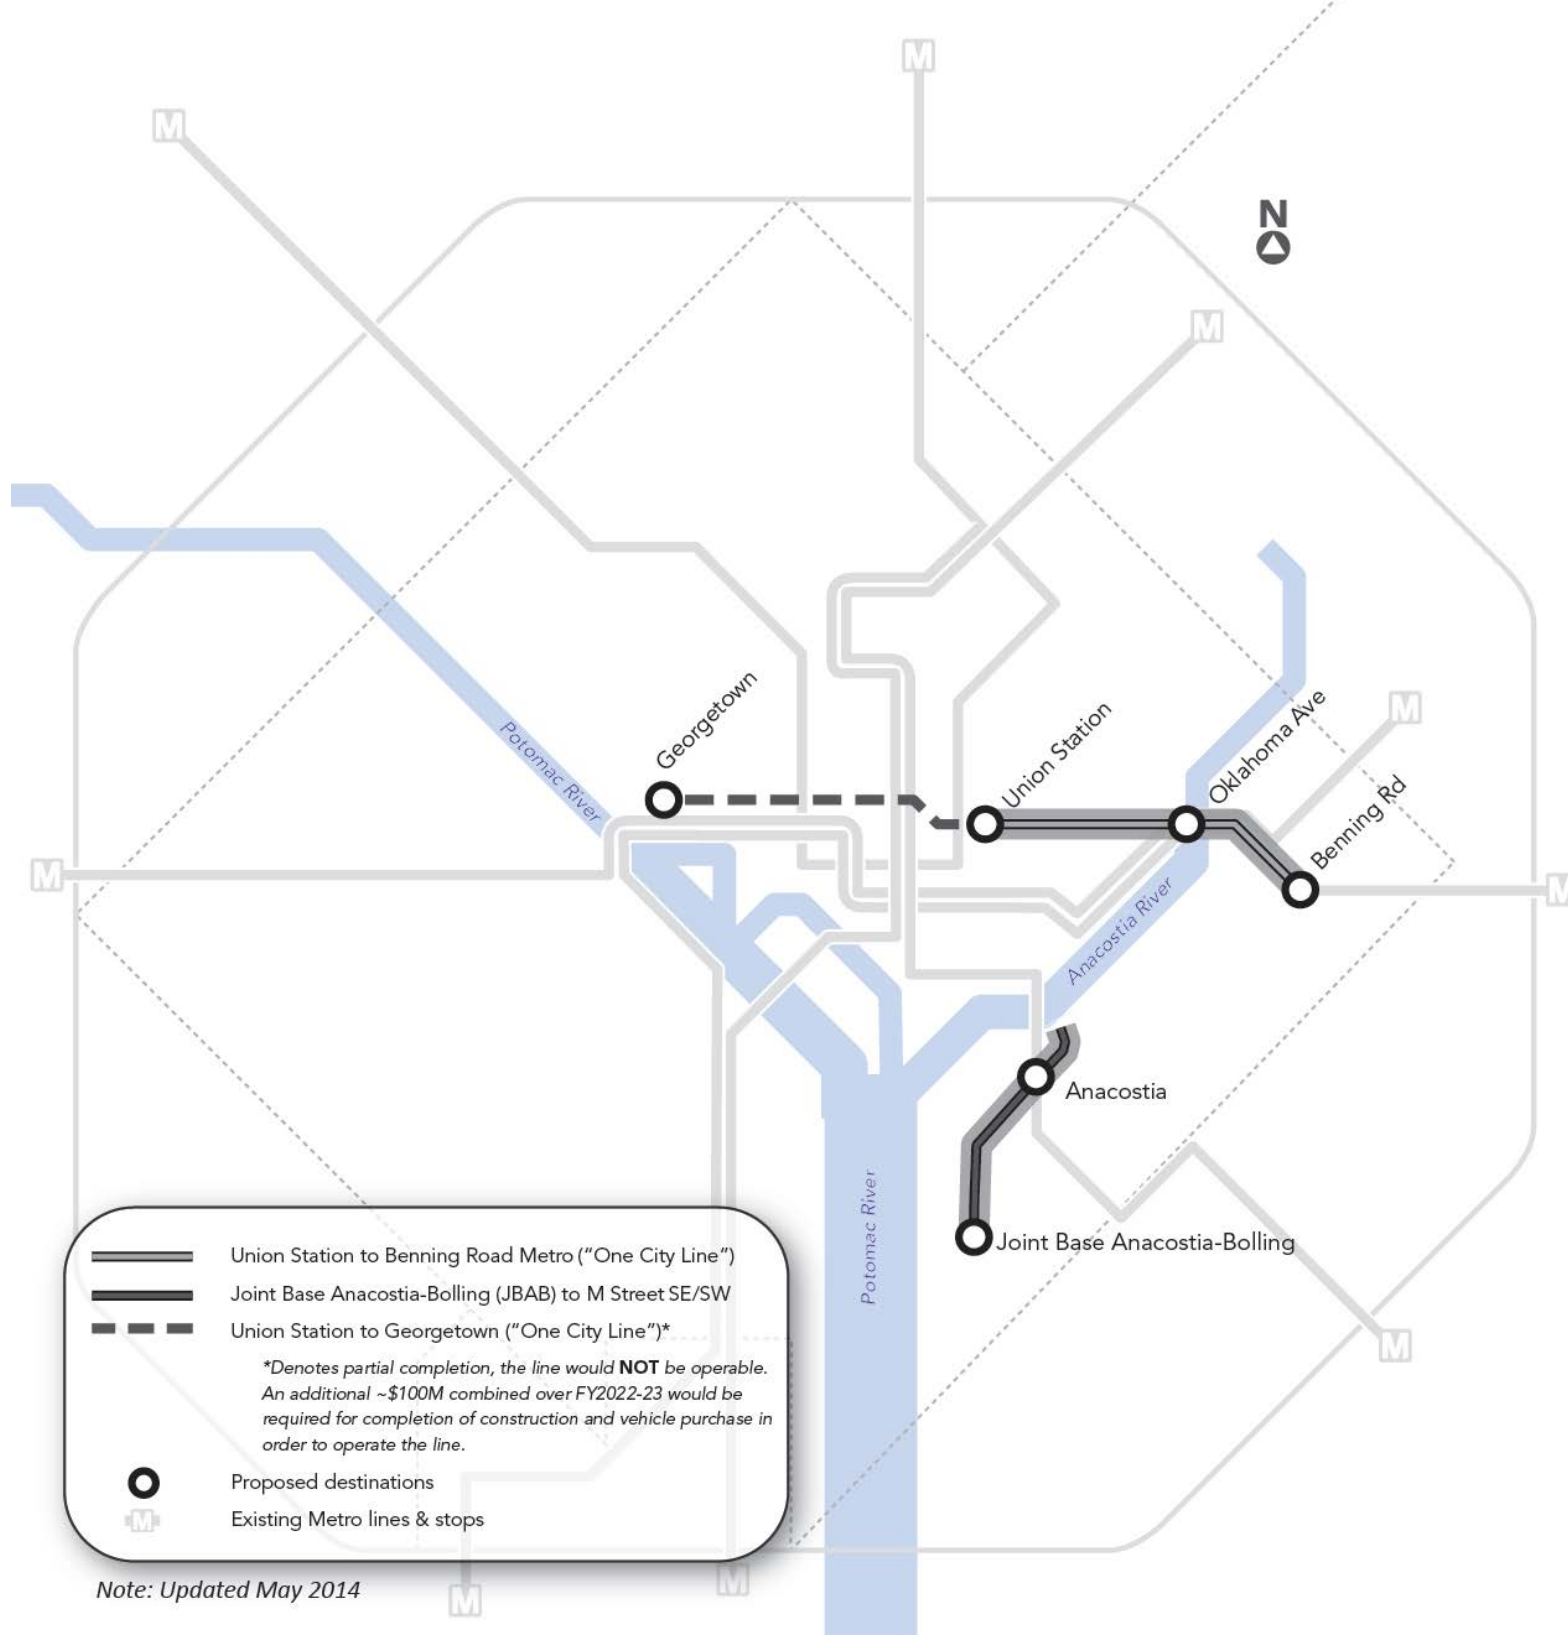 M
M
N
M
Georgetown
Union Station
Oklahoma Ave
M
Benning Rd
Potomac River
M
M
Anacostia River
Anacostia
Potomac River
Joint Base Anacostia-Bolling
Union Station to Benning Road Metro (“One City Line”)
Joint Base Anacostia-Bolling (JBAB) to M Street SE/SW
Union Station to Georgetown (“One City Line”)*
*Denotes partial completion, the line would NOT be operable.
An additional ~$100M combined over FY2022-23 would be
required for completion of construction and vehicle purchase in
order to operate the line.
Proposed destinations
M Existing Metro lines & stops
M
Note: Updated May 2014
M
M